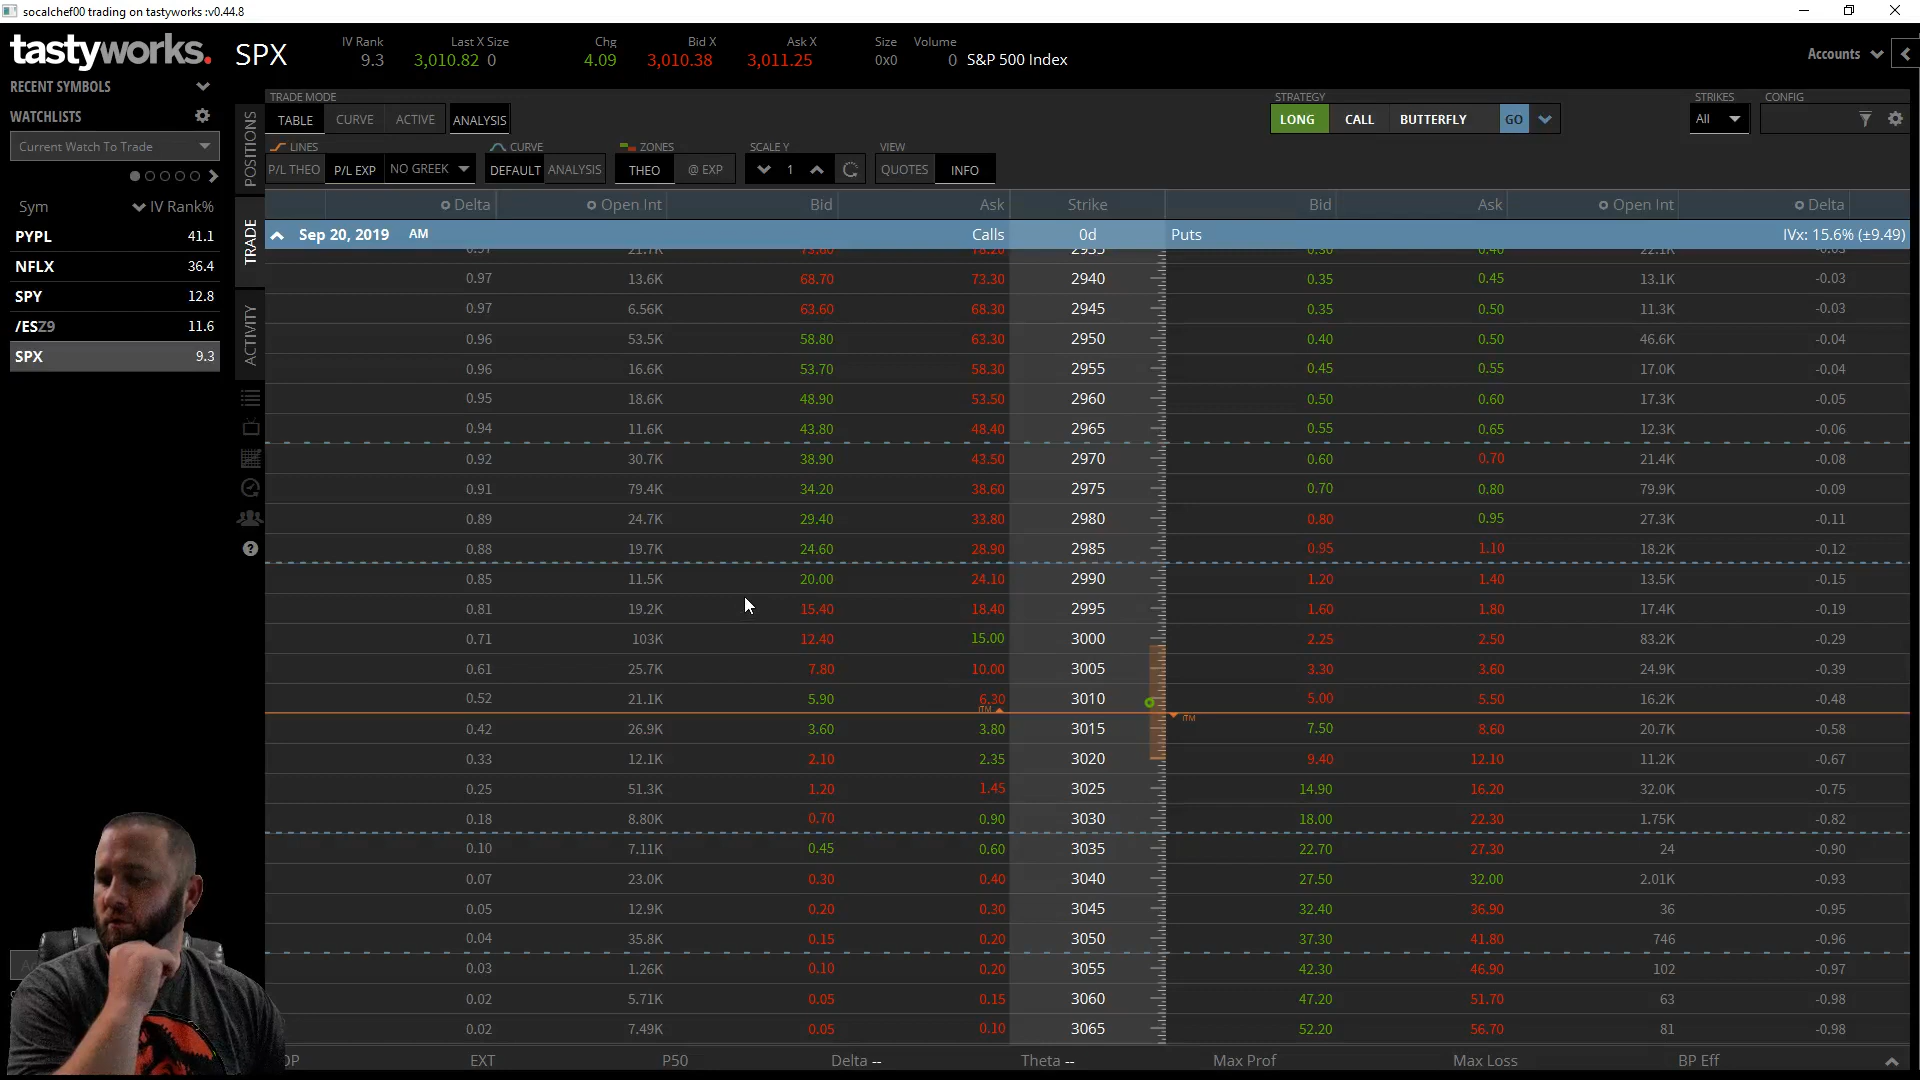 socalchef00 trading on tastyworks :v0.44.8
tastyworks.
SPX
IV Rank
9.3
Last X Size
3,010.82 0
Chg
4.09
Bid X
3,010.38
Ask X
3,011.25
Size
0x0
Volume
0
S&P 500 Index
Accounts
RECENT SYMBOLS
WATCHLISTS
Current Watch To Trade
Sym IV Rank%
PYPL 41.1
NFLX 36.4
SPY 12.8
/ESZ9 11.6
SPX 9.3
POSITIONS
TRADE
ACTIVITY
TRADE MODE
TABLE CURVE ACTIVE ANALYSIS
STRATEGY
LONG CALL BUTTERFLY GO
STRIKES
All
CONFIG
LINES
P/L THEO P/L EXP NO GREEK
CURVE
DEFAULT ANALYSIS
ZONES
THEO @ EXP
SCALE Y
1
VIEW
QUOTES INFO
Delta Open Int Bid Ask Strike Bid Ask Open Int Delta
Sep 20, 2019 AM Calls 0d Puts IVx: 15.6% (±9.49)
0.97 13.6K 68.70 73.30 2940 0.35 0.45 13.1K -0.03
0.97 6.56K 63.60 68.30 2945 0.35 0.50 11.3K -0.03
0.96 53.5K 58.80 63.30 2950 0.40 0.50 46.6K -0.04
0.96 16.6K 53.70 58.30 2955 0.45 0.55 17.0K -0.04
0.95 18.6K 48.90 53.50 2960 0.50 0.60 17.3K -0.05
0.94 11.6K 43.80 48.40 2965 0.55 0.65 12.3K -0.06
0.92 30.7K 38.90 43.50 2970 0.60 0.70 21.4K -0.08
0.91 79.4K 34.20 38.60 2975 0.70 0.80 79.9K -0.09
0.89 24.7K 29.40 33.80 2980 0.80 0.95 27.3K -0.11
0.88 19.7K 24.60 28.90 2985 0.95 1.10 18.2K -0.12
0.85 11.5K 20.00 24.10 2990 1.20 1.40 13.5K -0.15
0.81 19.2K 15.40 18.40 2995 1.60 1.80 17.4K -0.19
0.71 103K 12.40 15.00 3000 2.25 2.50 83.2K -0.29
0.61 25.7K 7.80 10.00 3005 3.30 3.60 24.9K -0.39
0.52 21.1K 5.90 6.30 3010 5.00 5.50 16.2K -0.48
ITM ITM
0.42 26.9K 3.60 3.80 3015 7.50 8.60 20.7K -0.58
0.33 12.1K 2.10 2.35 3020 9.40 12.10 11.2K -0.67
0.25 51.3K 1.20 1.45 3025 14.90 16.20 32.0K -0.75
0.18 8.80K 0.70 0.90 3030 18.00 22.30 1.75K -0.82
0.10 7.11K 0.45 0.60 3035 22.70 27.30 24 -0.90
0.07 23.0K 0.30 0.40 3040 27.50 32.00 2.01K -0.93
0.05 12.9K 0.20 0.30 3045 32.40 36.90 36 -0.95
0.04 35.8K 0.15 0.20 3050 37.30 41.80 746 -0.96
0.03 1.26K 0.10 0.20 3055 42.30 46.90 102 -0.97
0.02 5.71K 0.05 0.15 3060 47.20 51.70 63 -0.98
0.02 7.49K 0.05 0.10 3065 52.20 56.70 81 -0.98
EXT P50 Delta -- Theta -- Max Prof Max Loss BP Eff